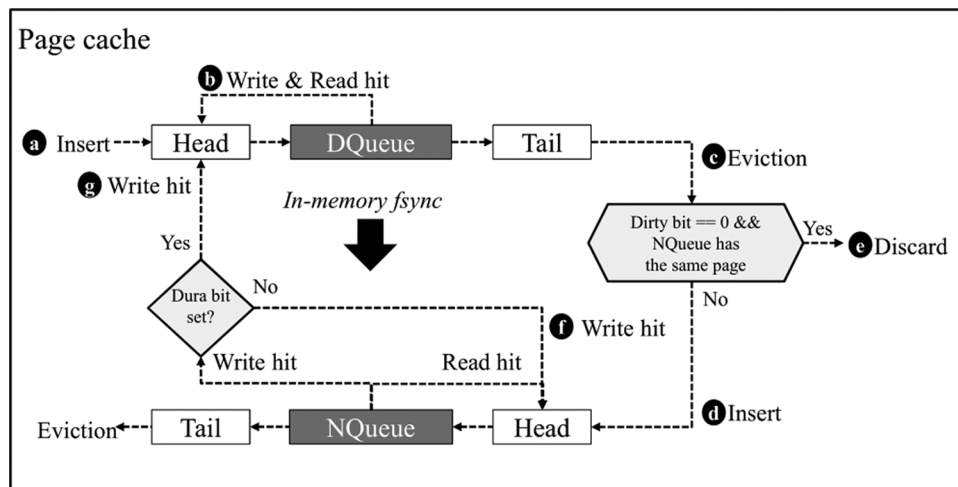 Page cache
b Write & Read hit
a Insert
Head
DQueue
Tail
c Eviction
g Write hit
In-memory fsync
Dirty bit == 0 &&
NQueue has
the same page
Yes
e Discard
Yes
Dura bit
set?
No
No
f Write hit
Write hit
Read hit
d Insert
Eviction
Tail
NQueue
Head